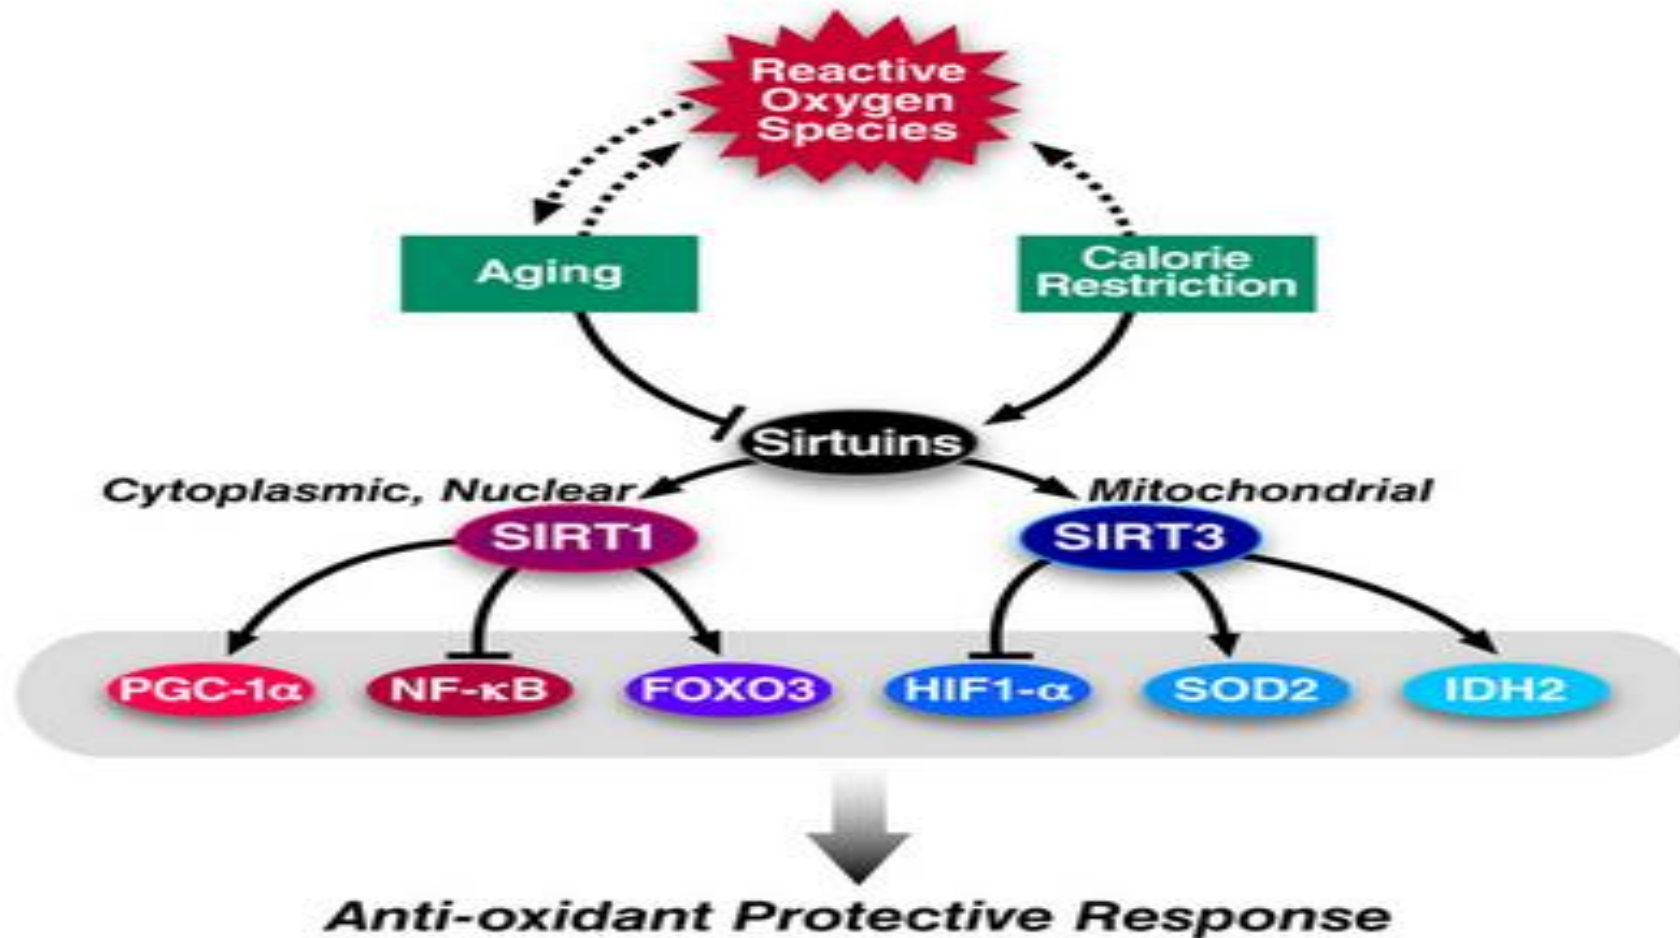 Reactive
Oxygen
Species
Aging
Calorie
Restriction
Sirtuins
Cytoplasmic, Nuclear
Mitochondrial
SIRT1
SIRT3
PGC-1α
NF-κB
FOXO3
HIF1-α
SOD2
IDH2
Anti-oxidant Protective Response